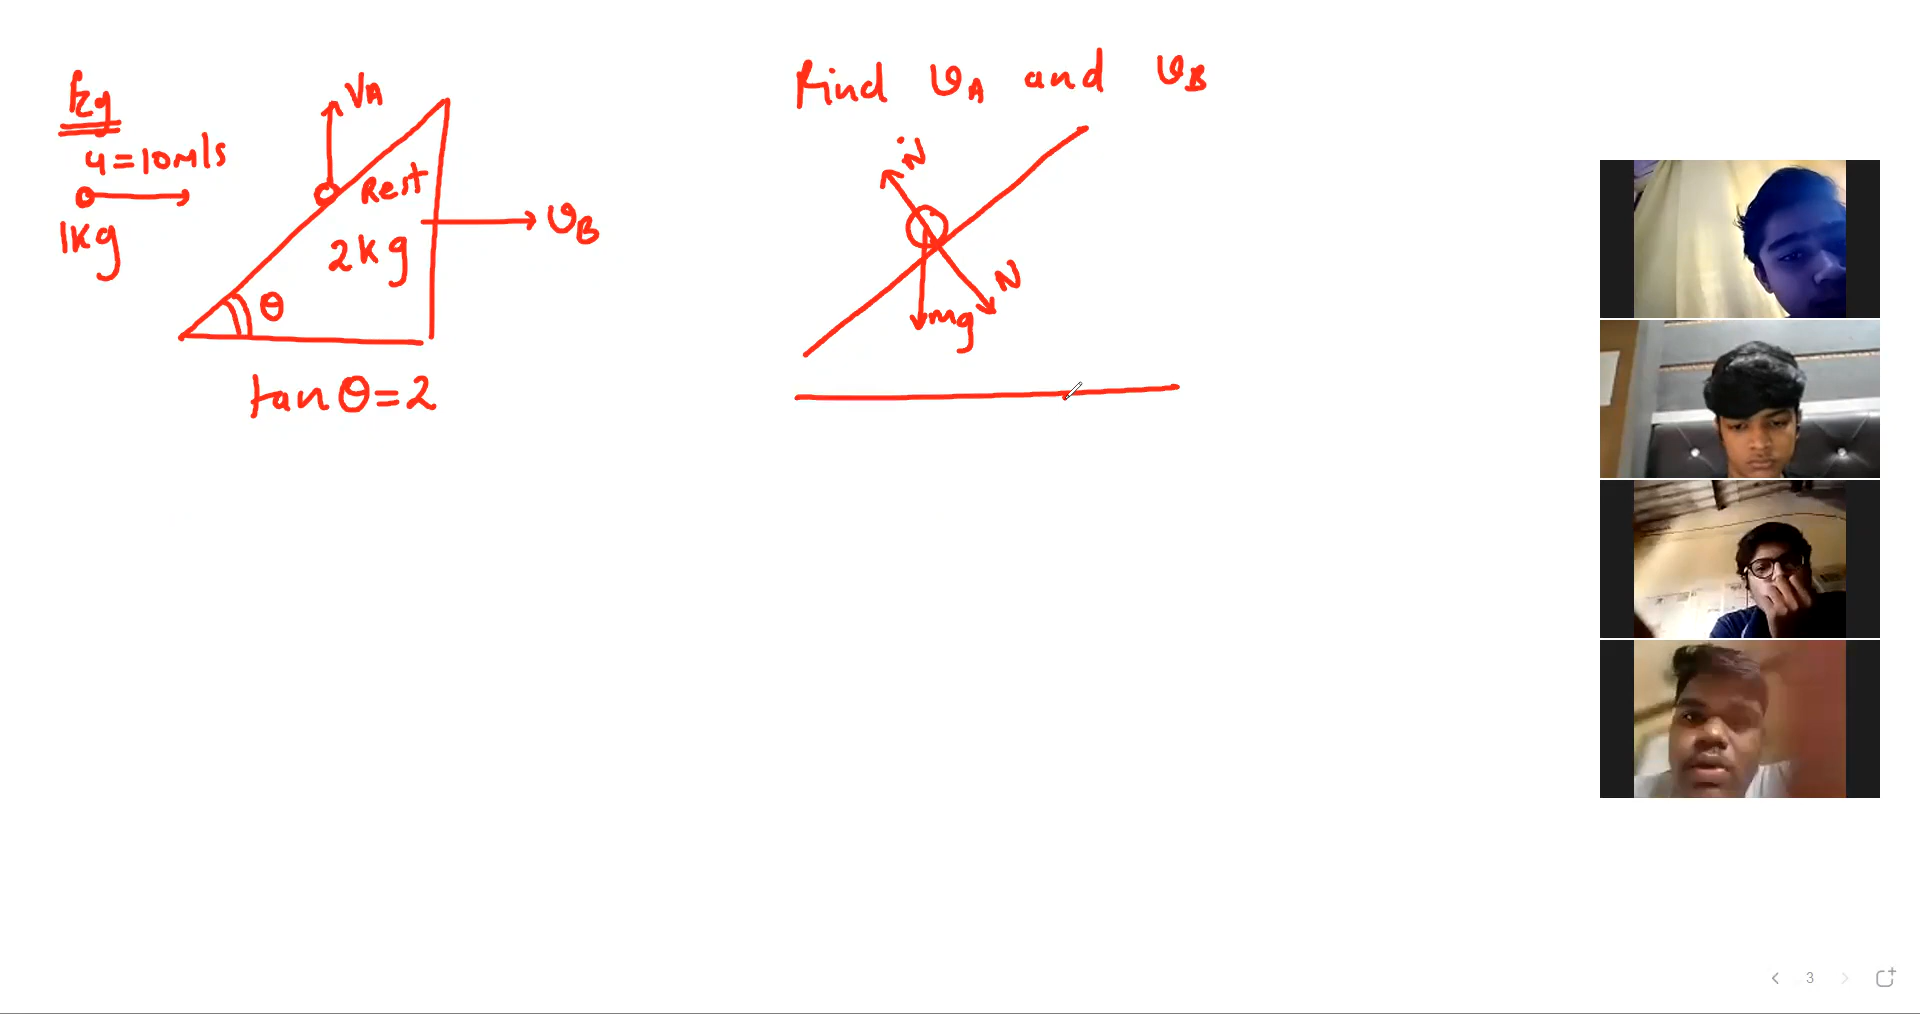 Eg
u=10m/s
1kg
VA
Rest
2kg
vB
θ
tanθ=2
Find vA and vB
N
N
mg
3